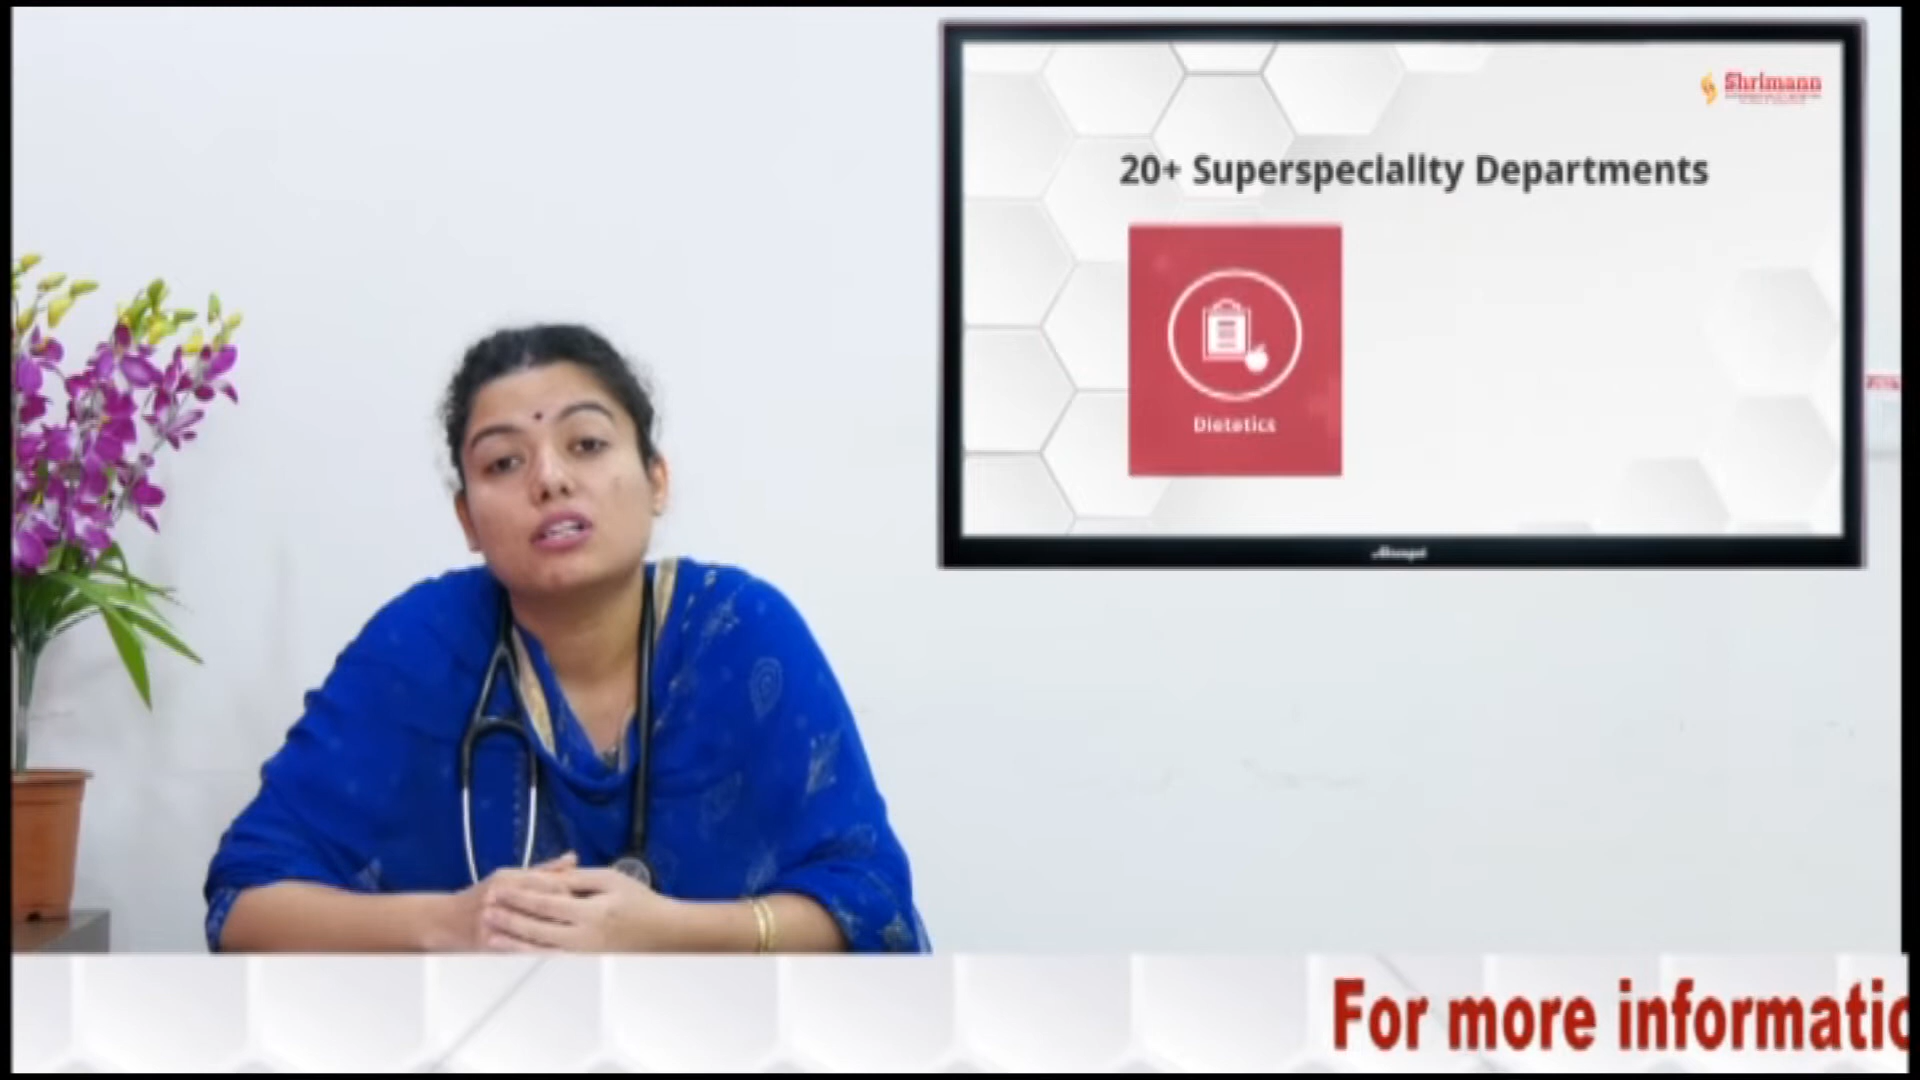 Shrimann
20+ Superspeciality Departments
Dietetics
For more informatio